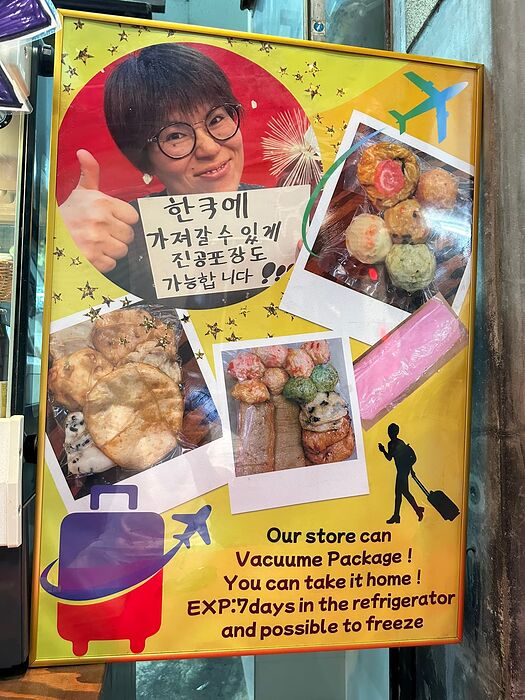 한국에
가져갈 수 있게
진공포장도
가능합니다 !!!
Our store can
Vacuume Package !
You can take it home !
EXP:7days in the refrigerator
and possible to freeze